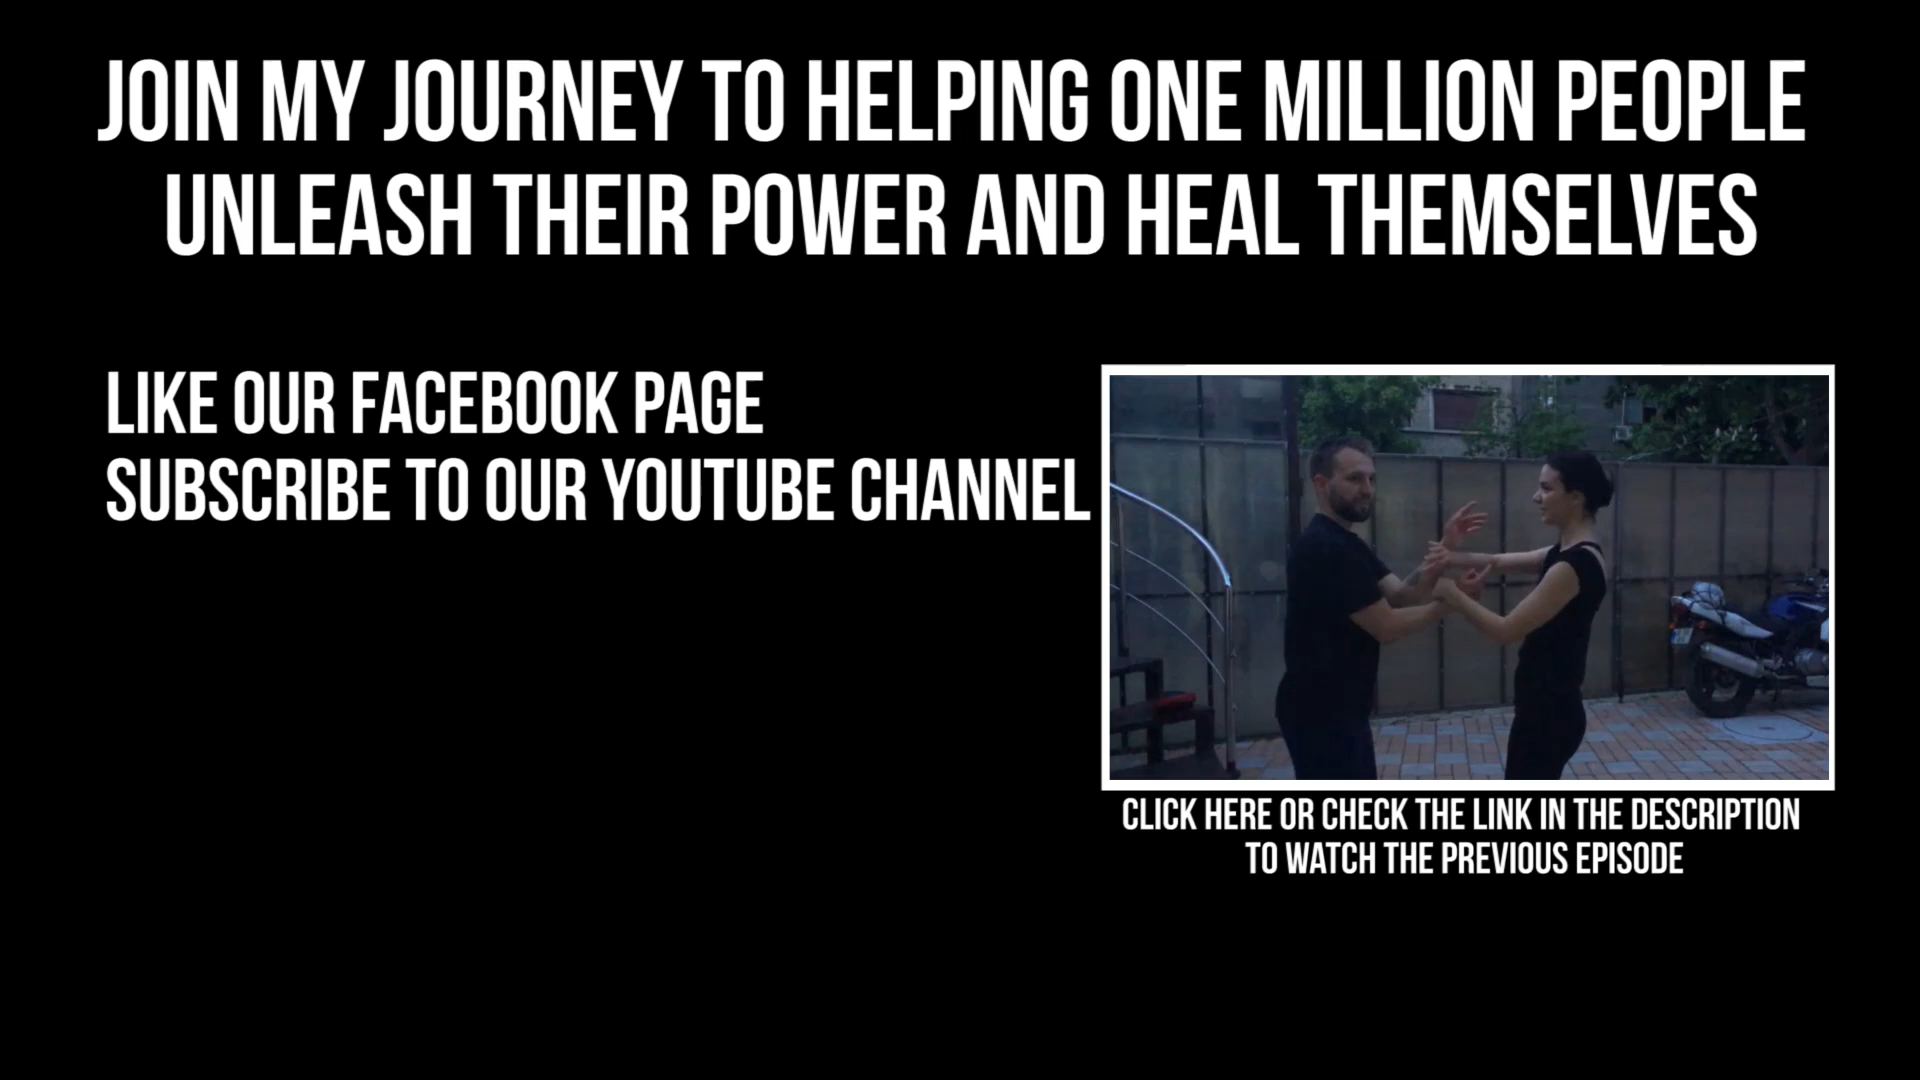 JOIN MY JOURNEY TO HELPING ONE MILLION PEOPLE
UNLEASH THEIR POWER AND HEAL THEMSELVES
LIKE OUR FACEBOOK PAGE
SUBSCRIBE TO OUR YOUTUBE CHANNEL
CLICK HERE OR CHECK THE LINK IN THE DESCRIPTION
TO WATCH THE PREVIOUS EPISODE